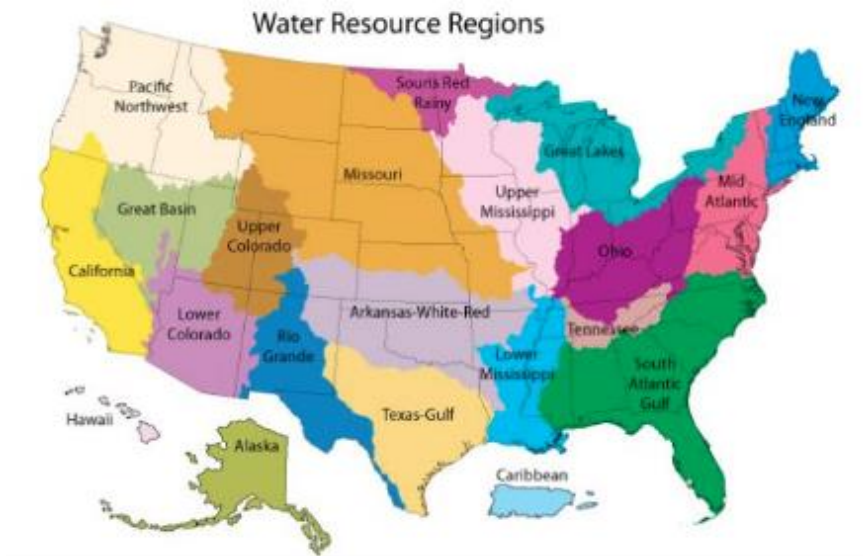 Water Resource Regions
Pacific
Northwest
Souris Red
Rainy
New
England
Great Lakes
Missouri
Upper
Mississippi
Mid
Atlantic
Great Basin
Upper
Colorado
Ohio
California
Lower
Colorado
Arkansas-White-Red
Tennessee
Rio
Grande
Lower
Mississippi
South
Atlantic
Gulf
Texas-Gulf
Hawaii
Alaska
Caribbean